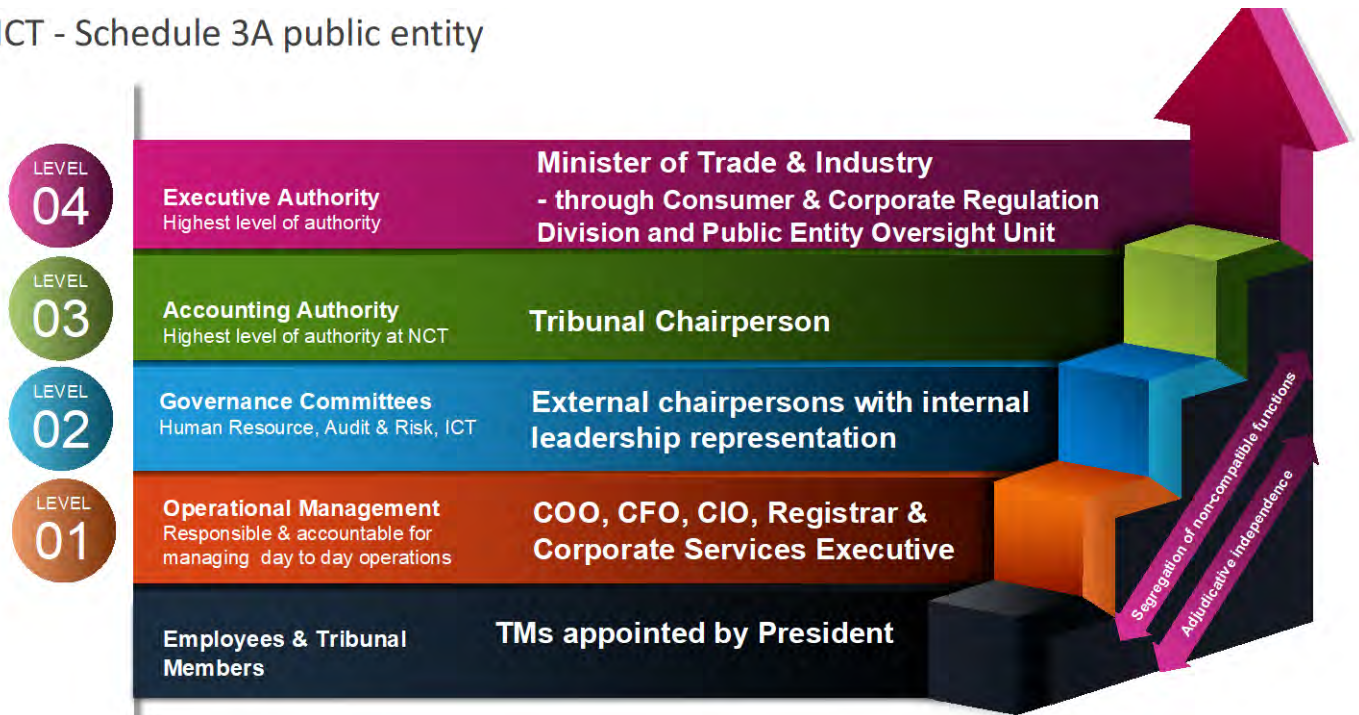 CT - Schedule 3A public entity
LEVEL
04
Executive Authority
Highest level of authority
Minister of Trade & Industry
- through Consumer & Corporate Regulation
Division and Public Entity Oversight Unit
LEVEL
03
Accounting Authority
Highest level of authority at NCT
Tribunal Chairperson
LEVEL
02
Governance Committees
Human Resource, Audit & Risk, ICT
External chairpersons with internal
leadership representation
LEVEL
01
Operational Management
Responsible & accountable for
managing day to day operations
COO, CFO, CIO, Registrar &
Corporate Services Executive
Employees & Tribunal
Members
TMs appointed by President
Segregation of non-compatible functions
Adjudicative independence